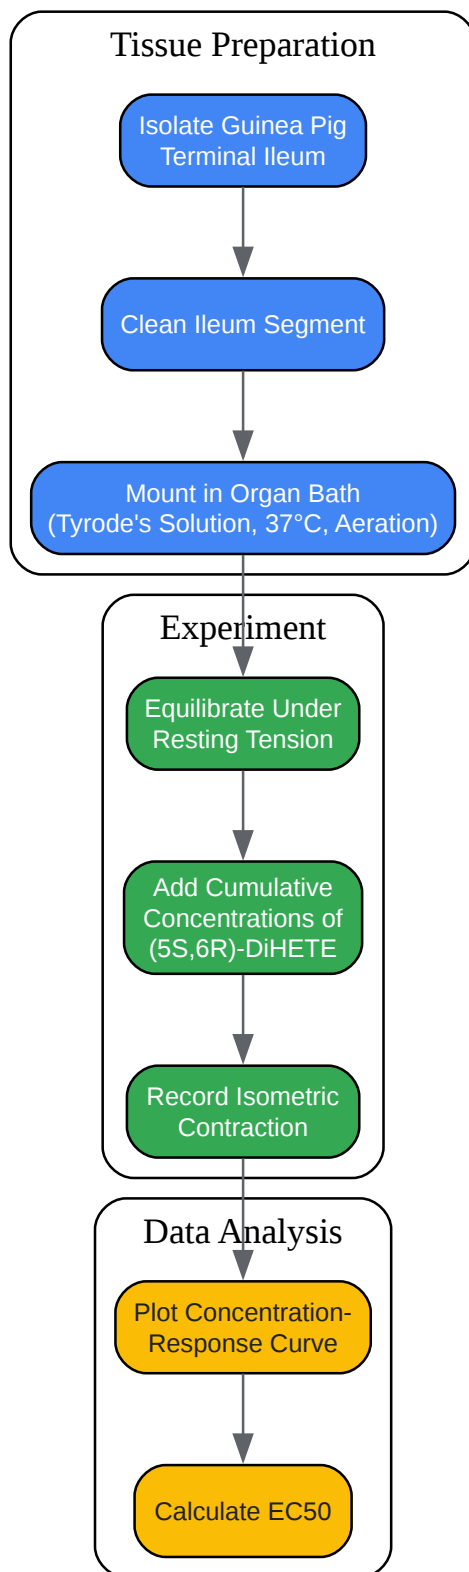 Tissue Preparation
Isolate Guinea Pig
Terminal Ileum
Clean Ileum Segment
Mount in Organ Bath
(Tyrode's Solution, 37°C, Aeration)
Experiment
Equilibrate Under
Resting Tension
Add Cumulative
Concentrations of
(5S,6R)-DiHETE
Record Isometric
Contraction
Data Analysis
Plot Concentration-
Response Curve
Calculate EC50